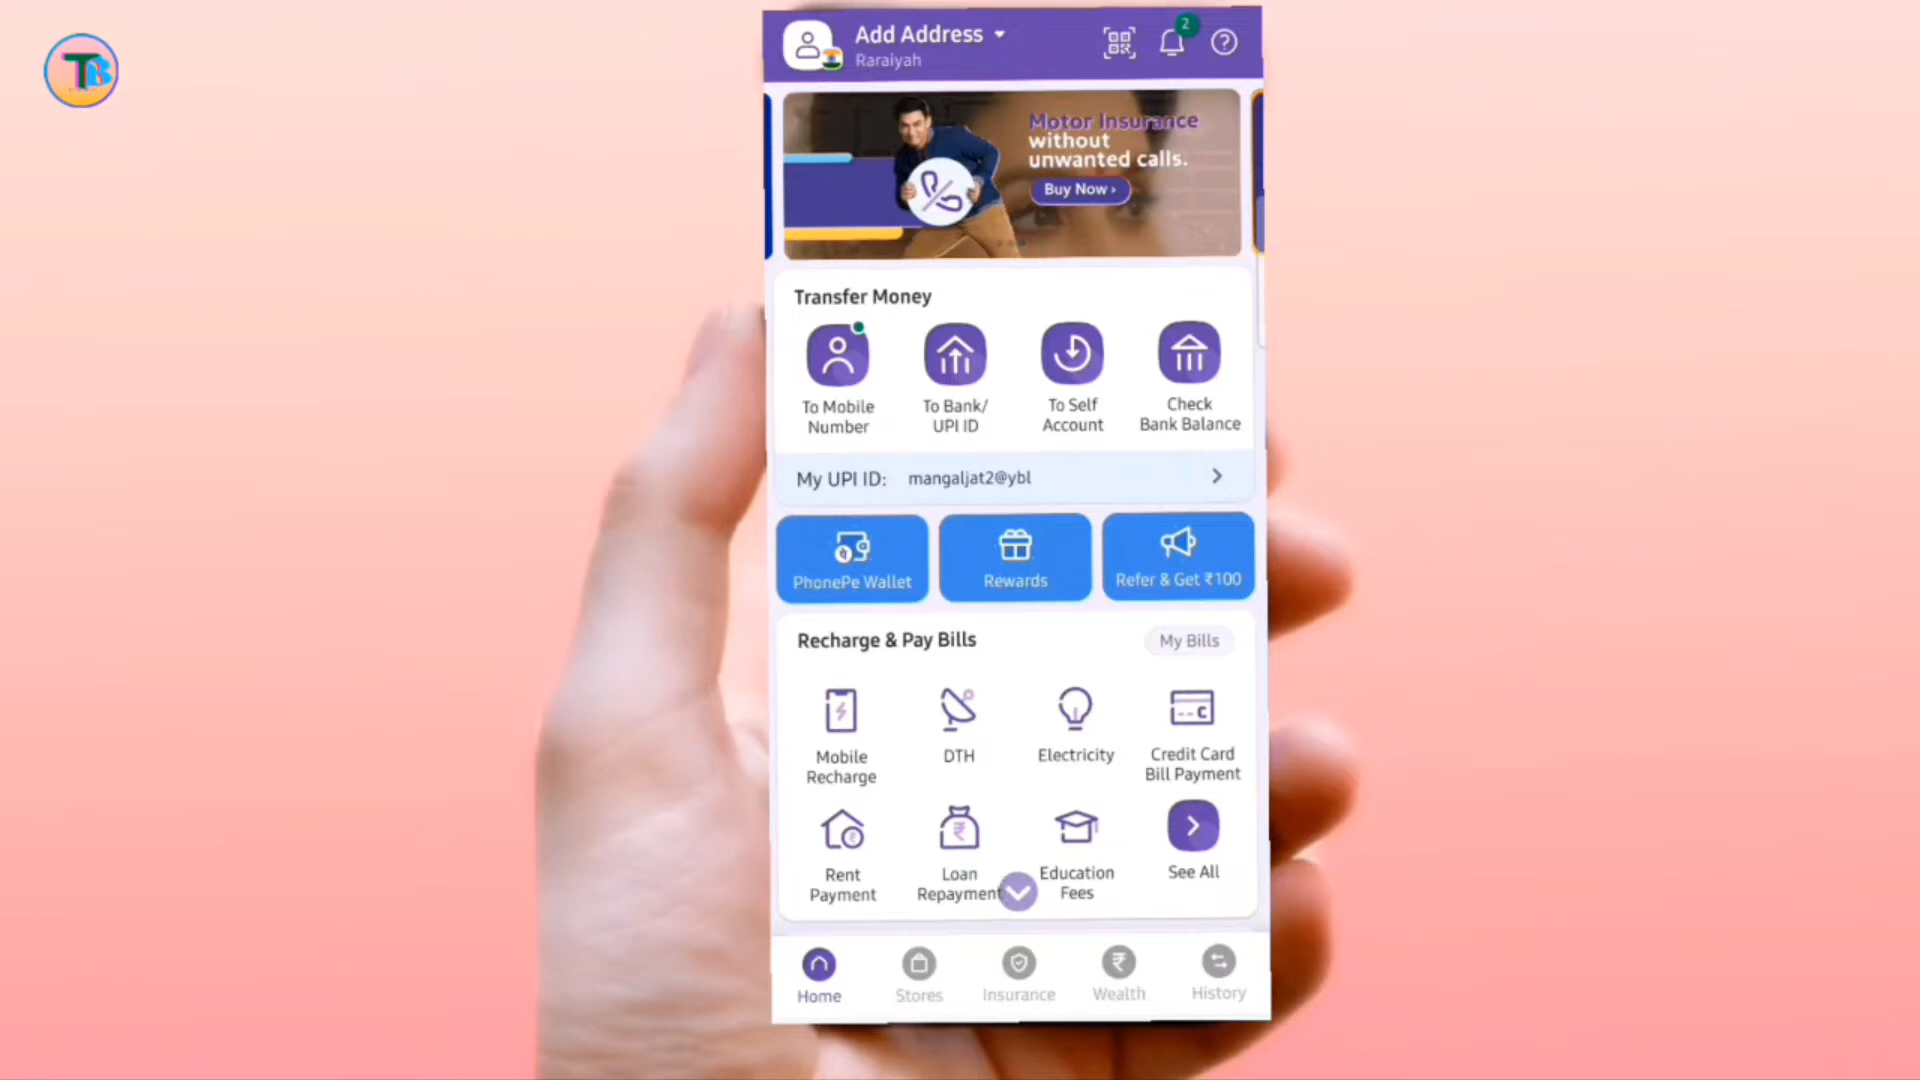 TB
Add Address
Raraiyah
2
Motor Insurance
without
unwanted calls.
Buy Now ›
Transfer Money
To Mobile
Number
To Bank/
UPI ID
To Self
Account
Check
Bank Balance
My UPI ID: mangaljat2@ybl
PhonePe Wallet
Rewards
Refer & Get ₹100
Recharge & Pay Bills
My Bills
Mobile
Recharge
DTH
Electricity
Credit Card
Bill Payment
Rent
Payment
Loan
Repayment
Education
Fees
See All
Home
Stores
Insurance
Wealth
History